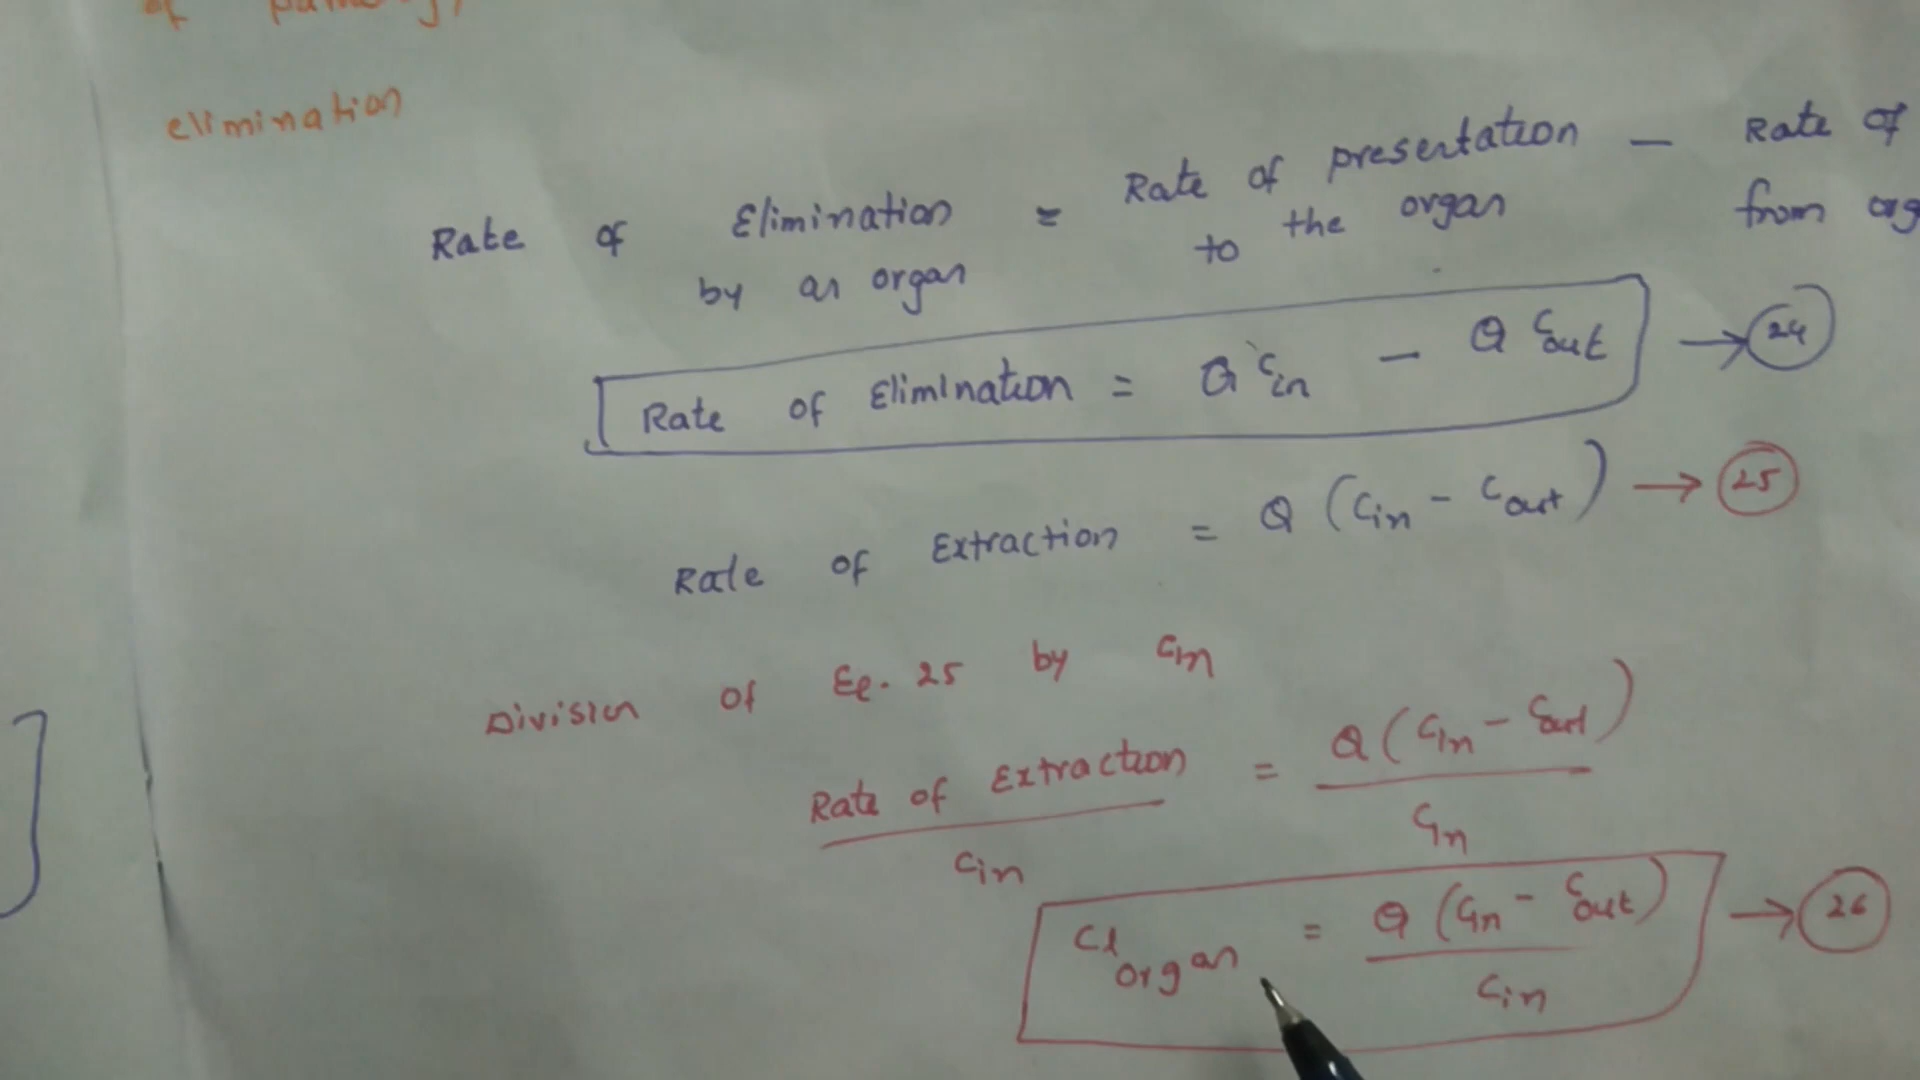 of
elimination
Rate of Elimination = Rate of presentation - Rate of
by an organ to the organ from org
Rate of Elimination = Q Cin - Q Cout → 24
Rate of Extraction = Q (Cin - Cout) → 25
Division of Eq. 25 by Cin
Rate of Extraction / Cin = Q (Cin - Cout) / Cin
Cl organ = Q (Cin - Cout) / Cin → 26